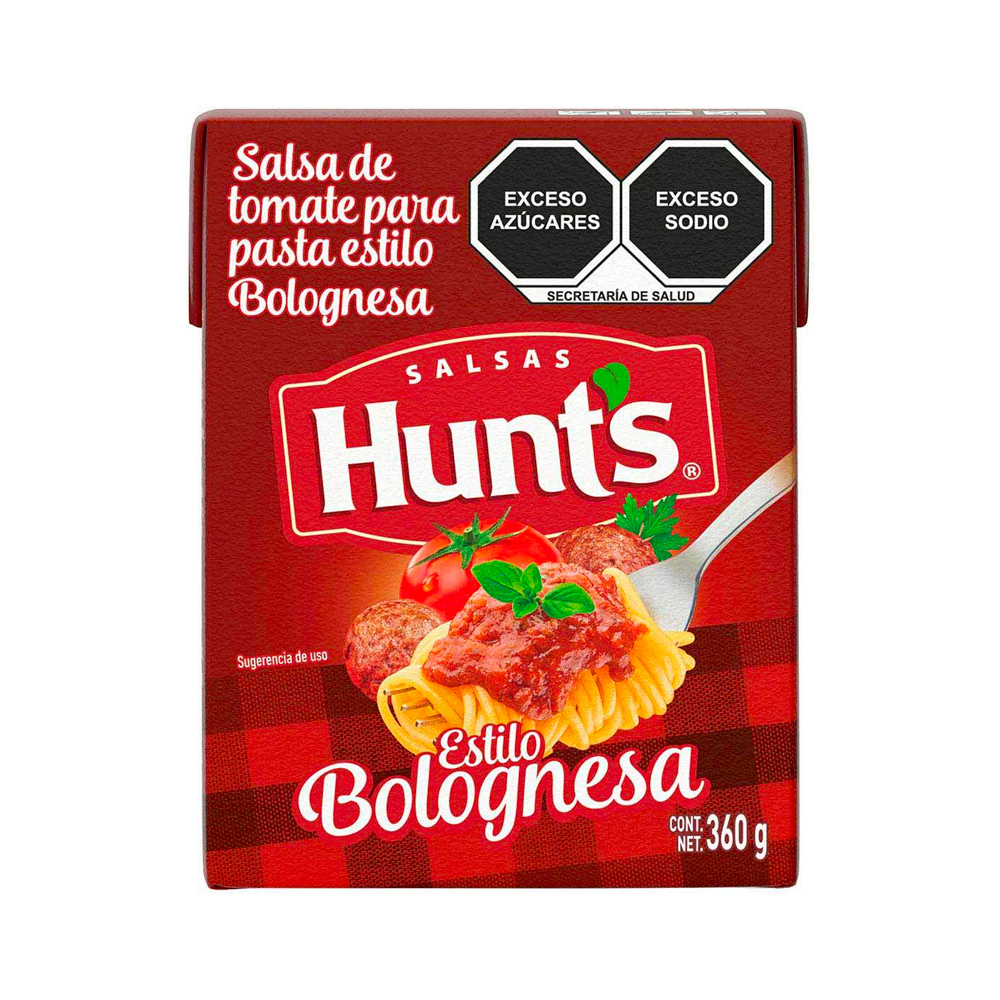 Salsa de
tomate para
pasta estilo
Bolognesa
EXCESO
AZÚCARES
EXCESO
SODIO
SECRETARÍA DE SALUD
SALSAS
Hunt's®
Sugerencia de uso
Estilo
Bolognesa
CONT.
NET. 360 g